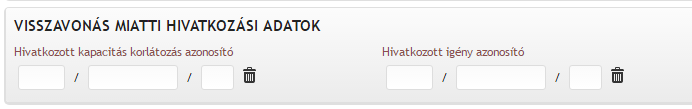 VISSZAVONÁS MIATTI HIVATKOZÁSI ADATOK
Hivatkozott kapacitás korlátozás azonosító Hivatkozott igény azonosító
/ / / /